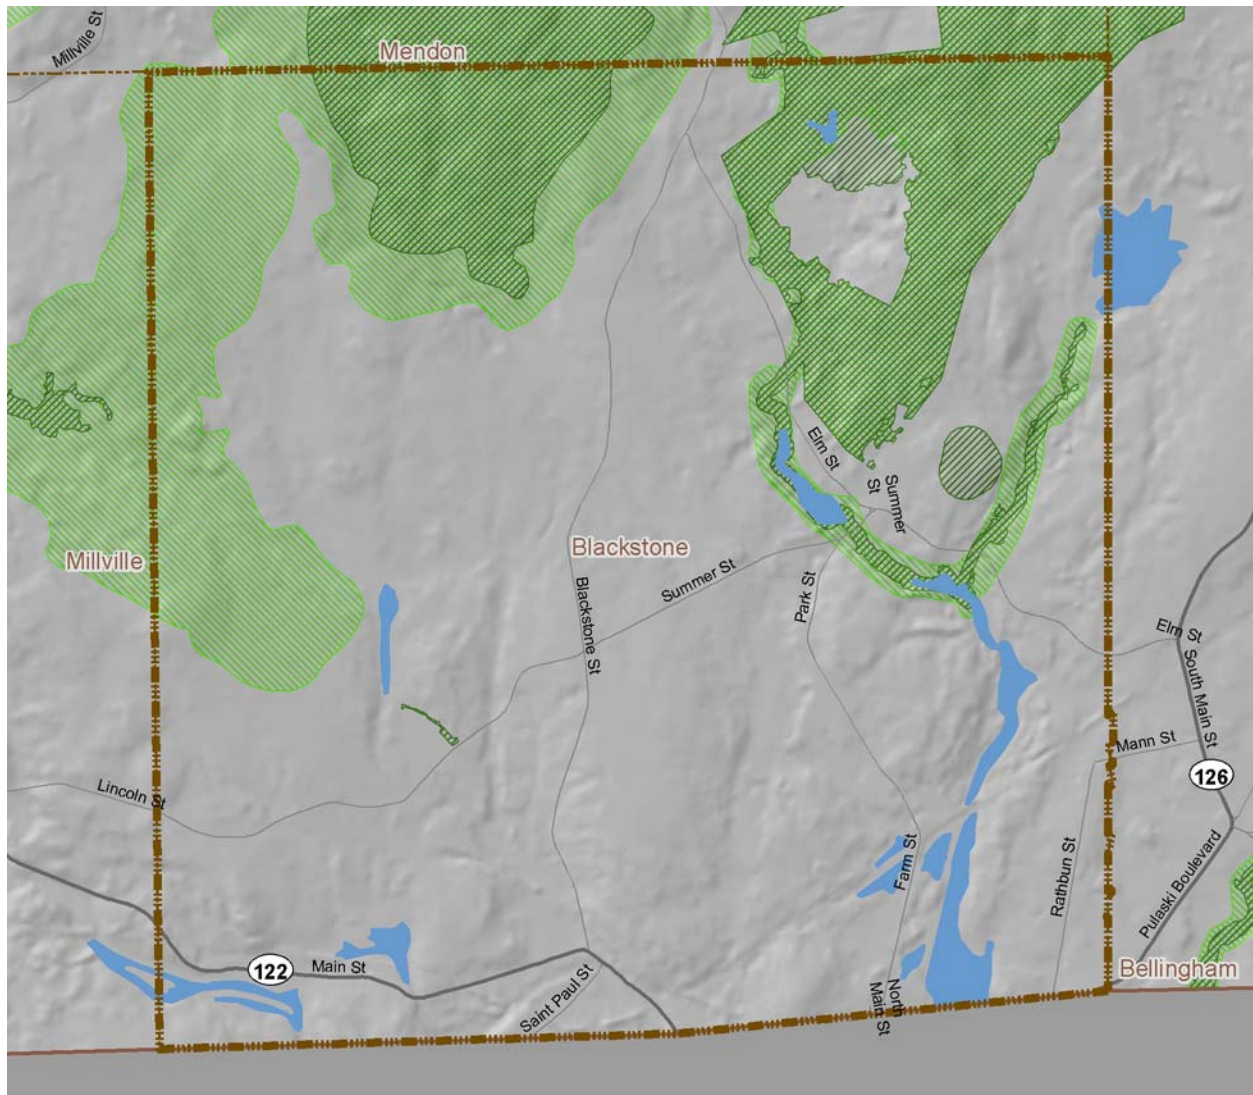 Millville St
Mendon
Elm St
Summer
St
Millville
Blackstone
Summer St
Blackstone St
Park St
Elm St
South Main St
Mann St
126
Lincoln St
Farm St
Rathbun St
Pulaski Boulevard
122
Main St
Saint Paul St
North
Main St
Bellingham